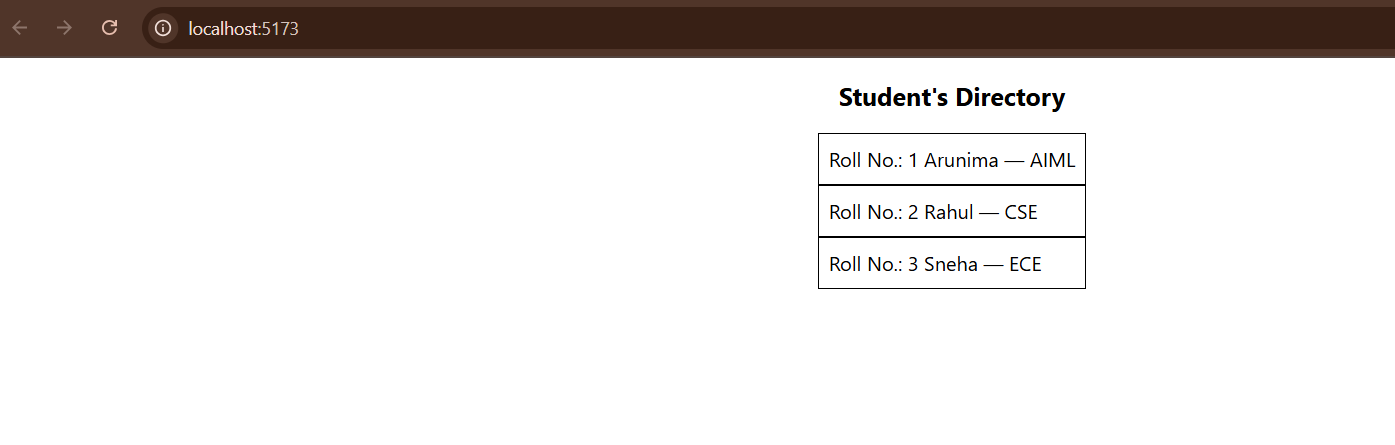 localhost:5173
Student's Directory
Roll No.: 1 Arunima — AIML
Roll No.: 2 Rahul — CSE
Roll No.: 3 Sneha — ECE